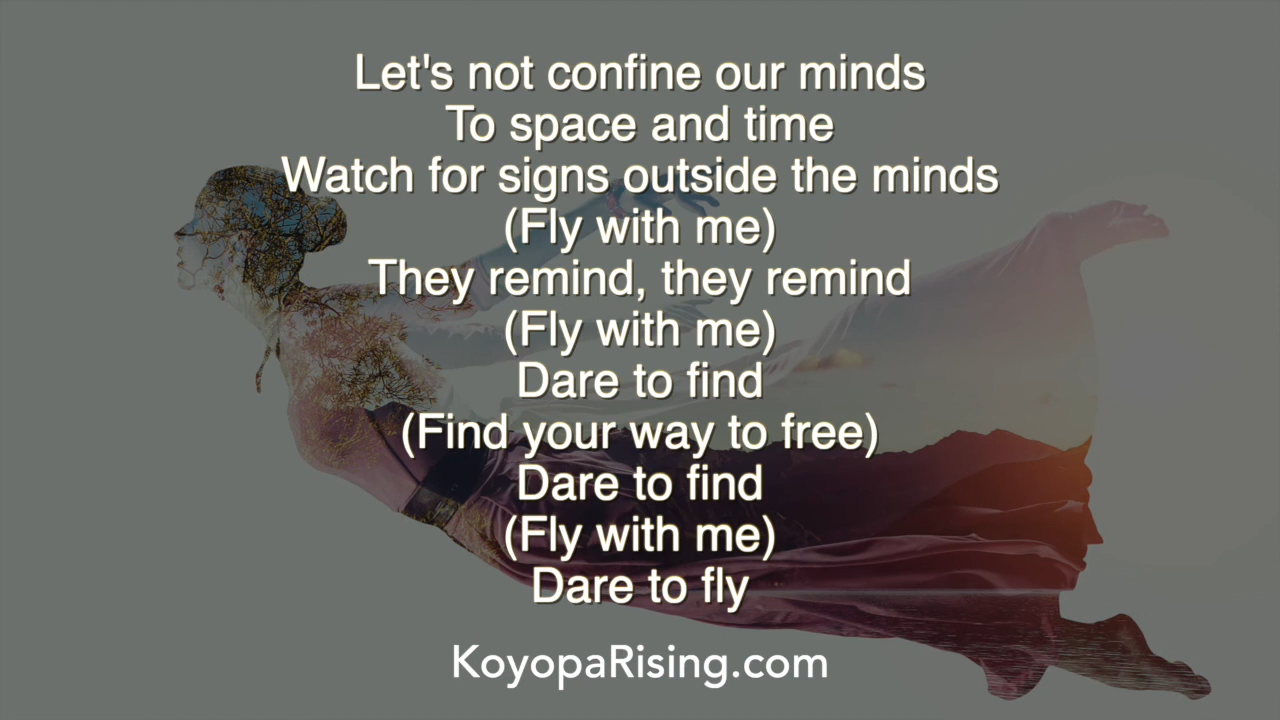 Let's not confine our minds
To space and time
Watch for signs outside the minds
(Fly with me)
They remind, they remind
(Fly with me)
Dare to find
(Find your way to free)
Dare to find
(Fly with me)
Dare to fly
KoyopaRising.com